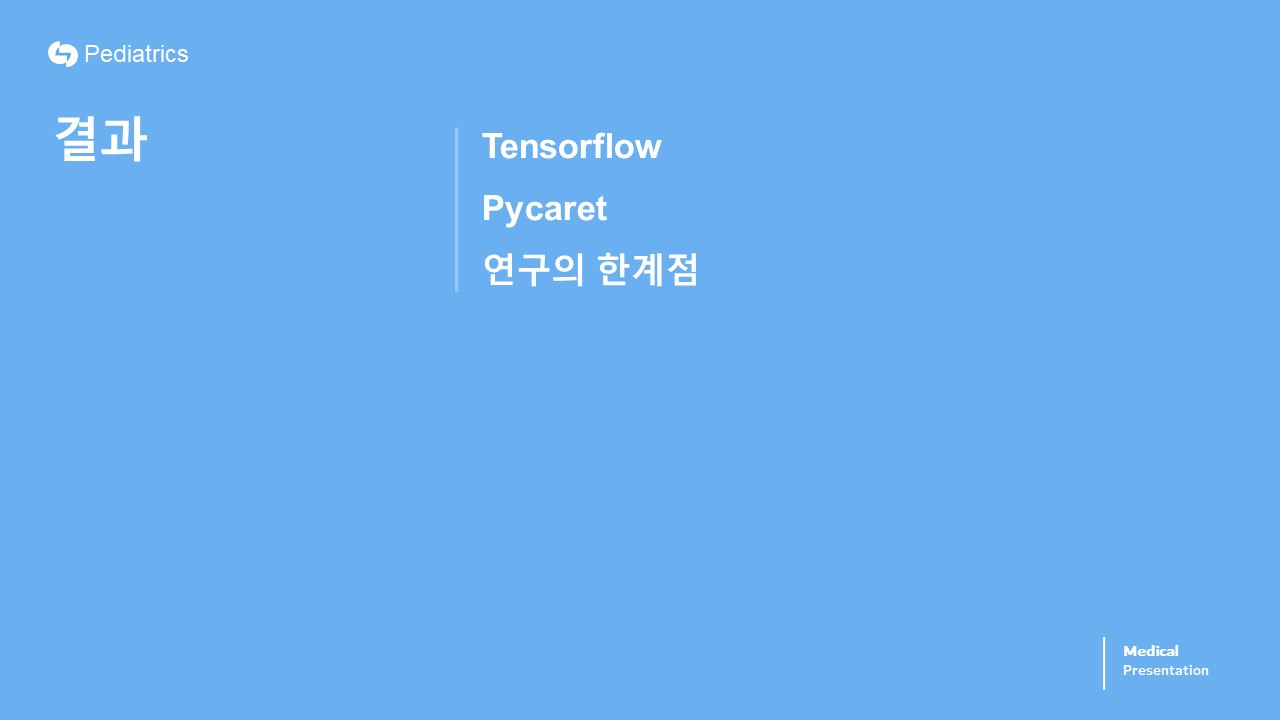 Pediatrics
결과
Tensorflow
Pycaret
연구의 한계점
Medical
Presentation